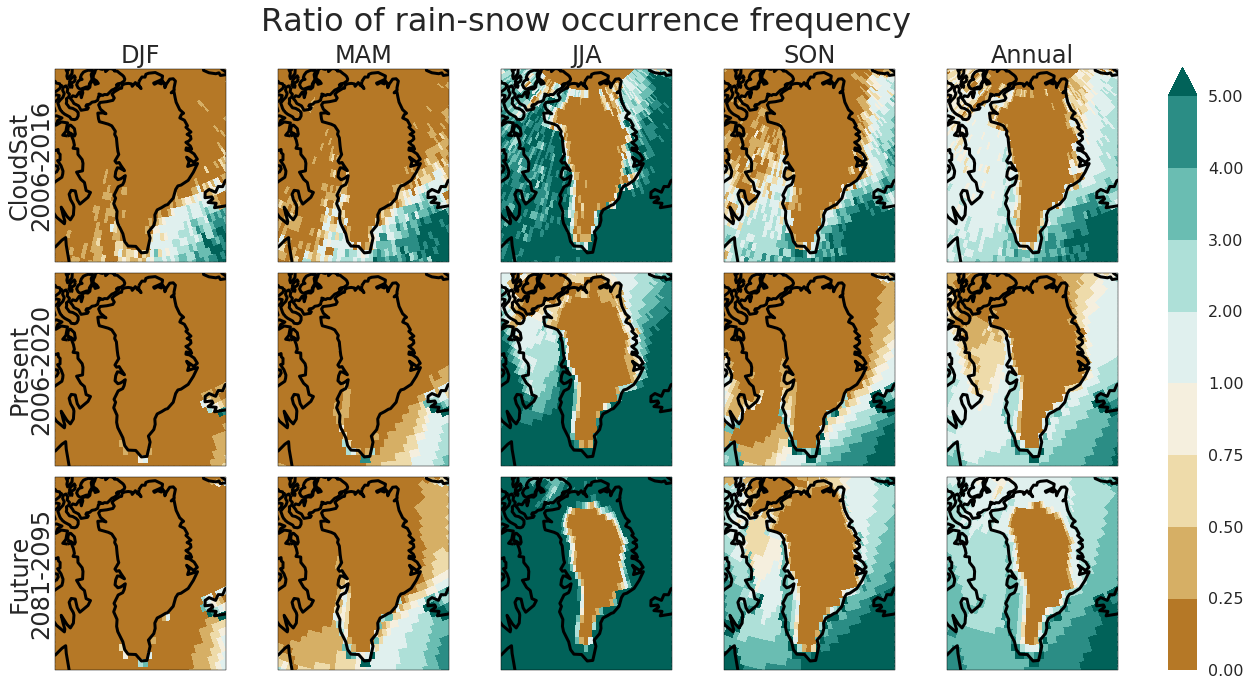 Ratio of rain-snow occurrence frequency
DJF MAM JJA SON Annual
CloudSat
2006-2016
Present
2006-2020
Future
2081-2095
5.00
4.00
3.00
2.00
1.00
0.75
0.50
0.25
0.00